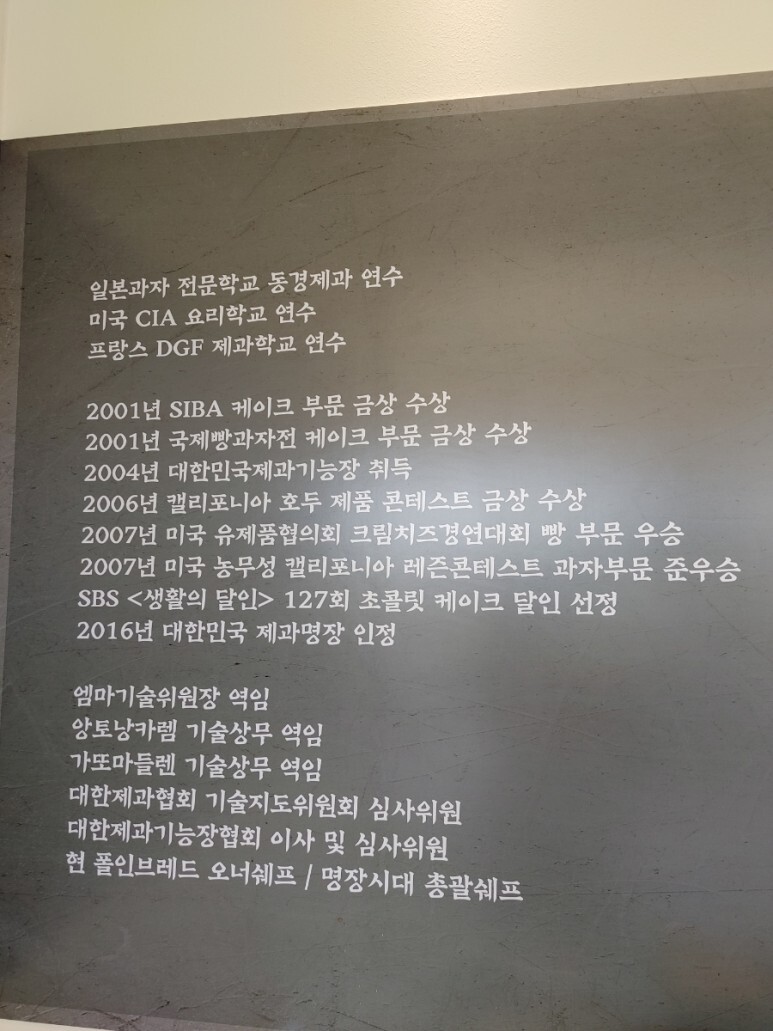 일본과자 전문학교 동경제과 연수
미국 CIA 요리학교 연수
프랑스 DGF 제과학교 연수
2001년 SIBA 케이크 부문 금상 수상
2001년 국제빵과자전 케이크 부문 금상 수상
2004년 대한민국제과기능장 취득
2006년 캘리포니아 호두 제품 콘테스트 금상 수상
2007년 미국 유제품협의회 크림치즈경연대회 빵 부문 우승
2007년 미국 농무성 캘리포니아 레즌콘테스트 과자부문 준우승
SBS <생활의 달인> 127회 초콜릿 케이크 달인 선정
2016년 대한민국 제과명장 인정
엠마기술위원장 역임
앙토낭카렘 기술상무 역임
가또마들렌 기술상무 역임
대한제과협회 기술지도위원회 심사위원
대한제과기능장협회 이사 및 심사위원
현 폴인브레드 오너쉐프 / 명장시대 총괄쉐프